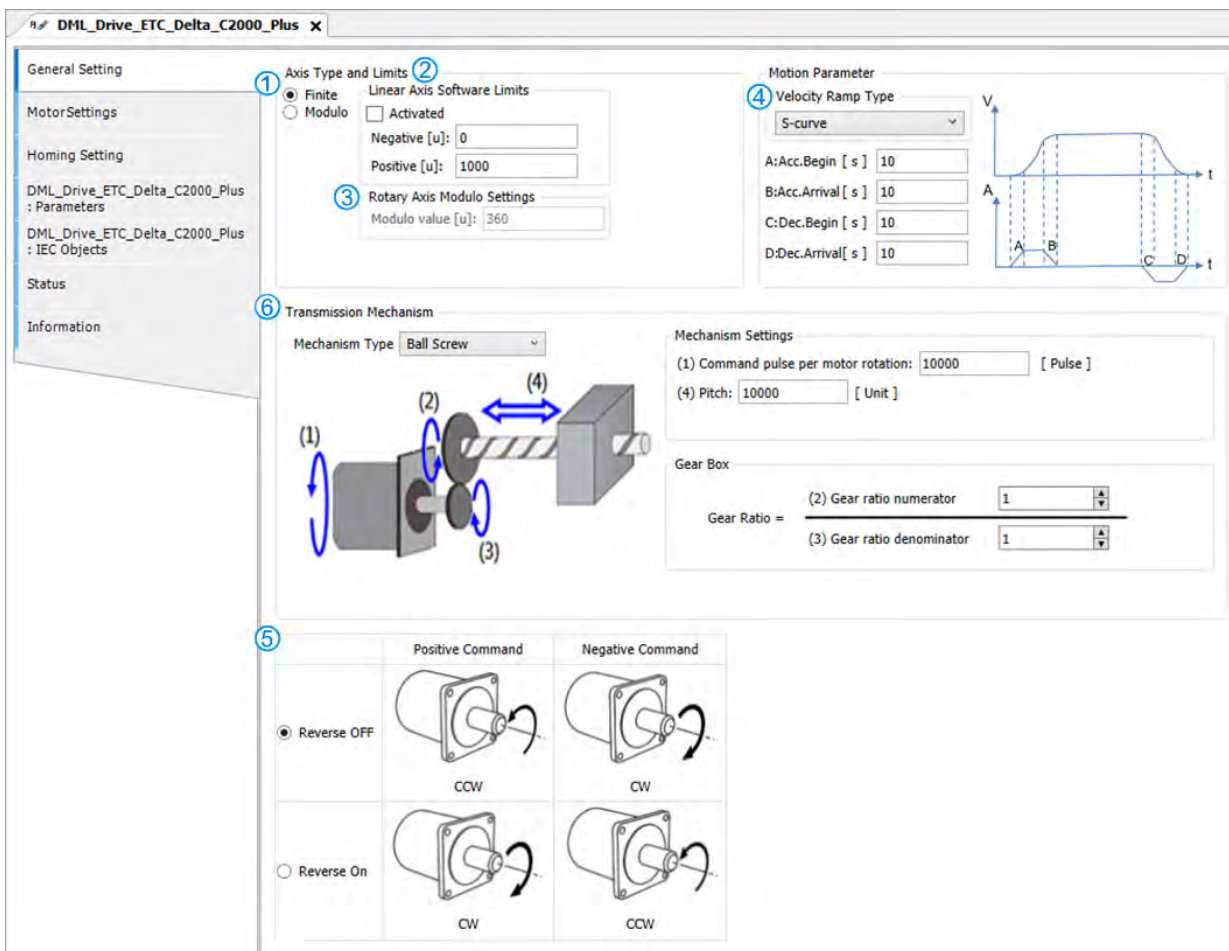 DML_Drive_ETC_Delta_C2000_Plus X
General Setting
MotorSettings
Homing Setting
DML_Drive_ETC_Delta_C2000_Plus
: Parameters
DML_Drive_ETC_Delta_C2000_Plus
: IEC Objects
Status
Information
Axis Type and Limits ②
①
Finite
Modulo
Linear Axis Software Limits
Activated
Negative [u]: 0
Positive [u]: 1000
③ Rotary Axis Modulo Settings
Modulo value [u]: 360
Motion Parameter
④ Velocity Ramp Type
S-curve
A:Acc.Begin [ s ] 10
B:Acc.Arrival [ s ] 10
C:Dec.Begin [ s ] 10
D:Dec.Arrival[ s ] 10
V
t
A
A B C D
t
⑥ Transmission Mechanism
Mechanism Type Ball Screw
(4)
(2)
(1)
(3)
Mechanism Settings
(1) Command pulse per motor rotation: 10000 [ Pulse ]
(4) Pitch: 10000 [ Unit ]
Gear Box
(2) Gear ratio numerator 1
Gear Ratio =
(3) Gear ratio denominator 1
⑤
Positive Command Negative Command
Reverse OFF
CCW CW
Reverse On
CW CCW